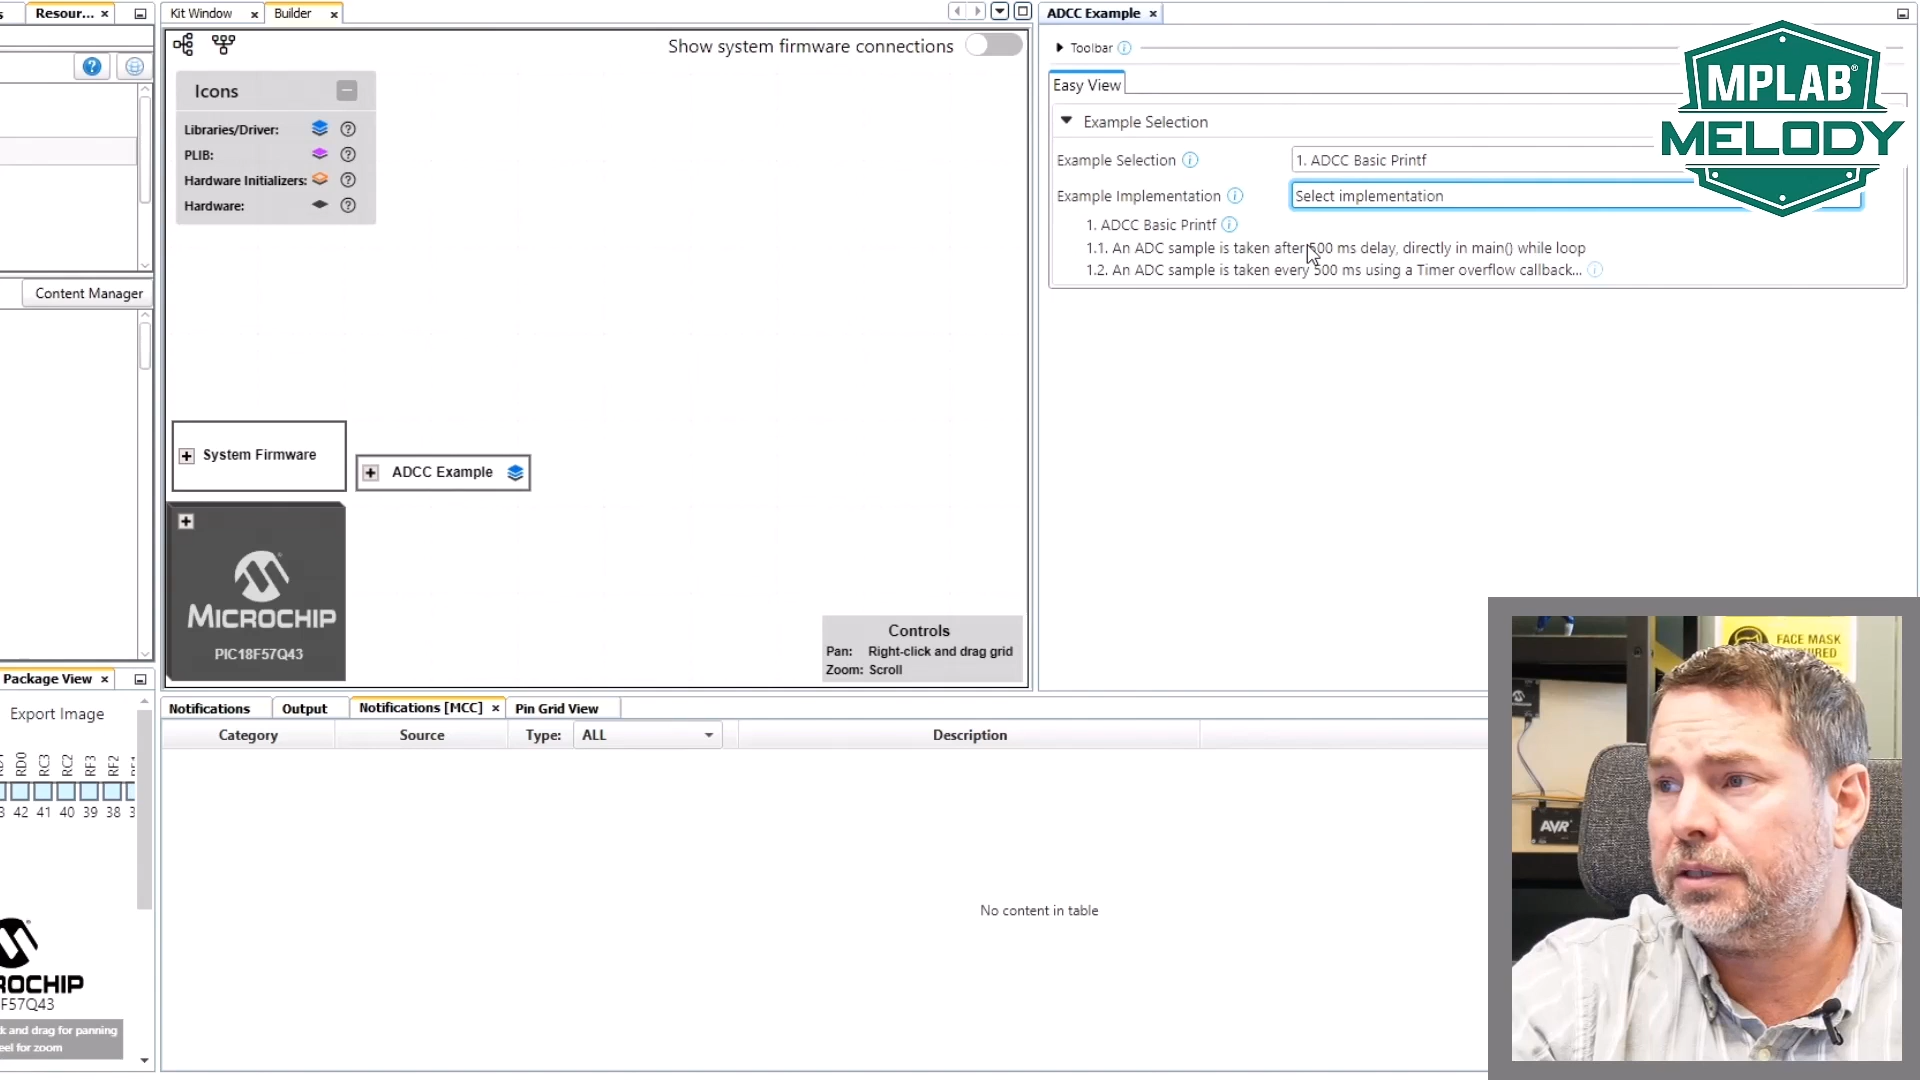 Resour...
Kit Window
Builder
ADCC Example
Show system firmware connections
Toolbar
Easy View
Example Selection
Example Selection
1. ADCC Basic Printf
Example Implementation
Select implementation
1. ADCC Basic Printf
1.1. An ADC sample is taken after 500 ms delay, directly in main() while loop
1.2. An ADC sample is taken every 500 ms using a Timer overflow callback...
MPLAB®
MELODY
Icons
Libraries/Driver:
PLIB:
Hardware Initializers:
Hardware:
Content Manager
System Firmware
ADCC Example
MICROCHIP
PIC18F57Q43
Controls
Pan: Right-click and drag grid
Zoom: Scroll
Package View
Export Image
RD0 RC3 RC2 RF3 RF2
42 41 40 39 38
ROCHIP
F57Q43
k and drag for panning
eel for zoom
Notifications
Output
Notifications [MCC]
Pin Grid View
Category
Source
Type:
ALL
Description
No content in table
FACE MASK
AVR